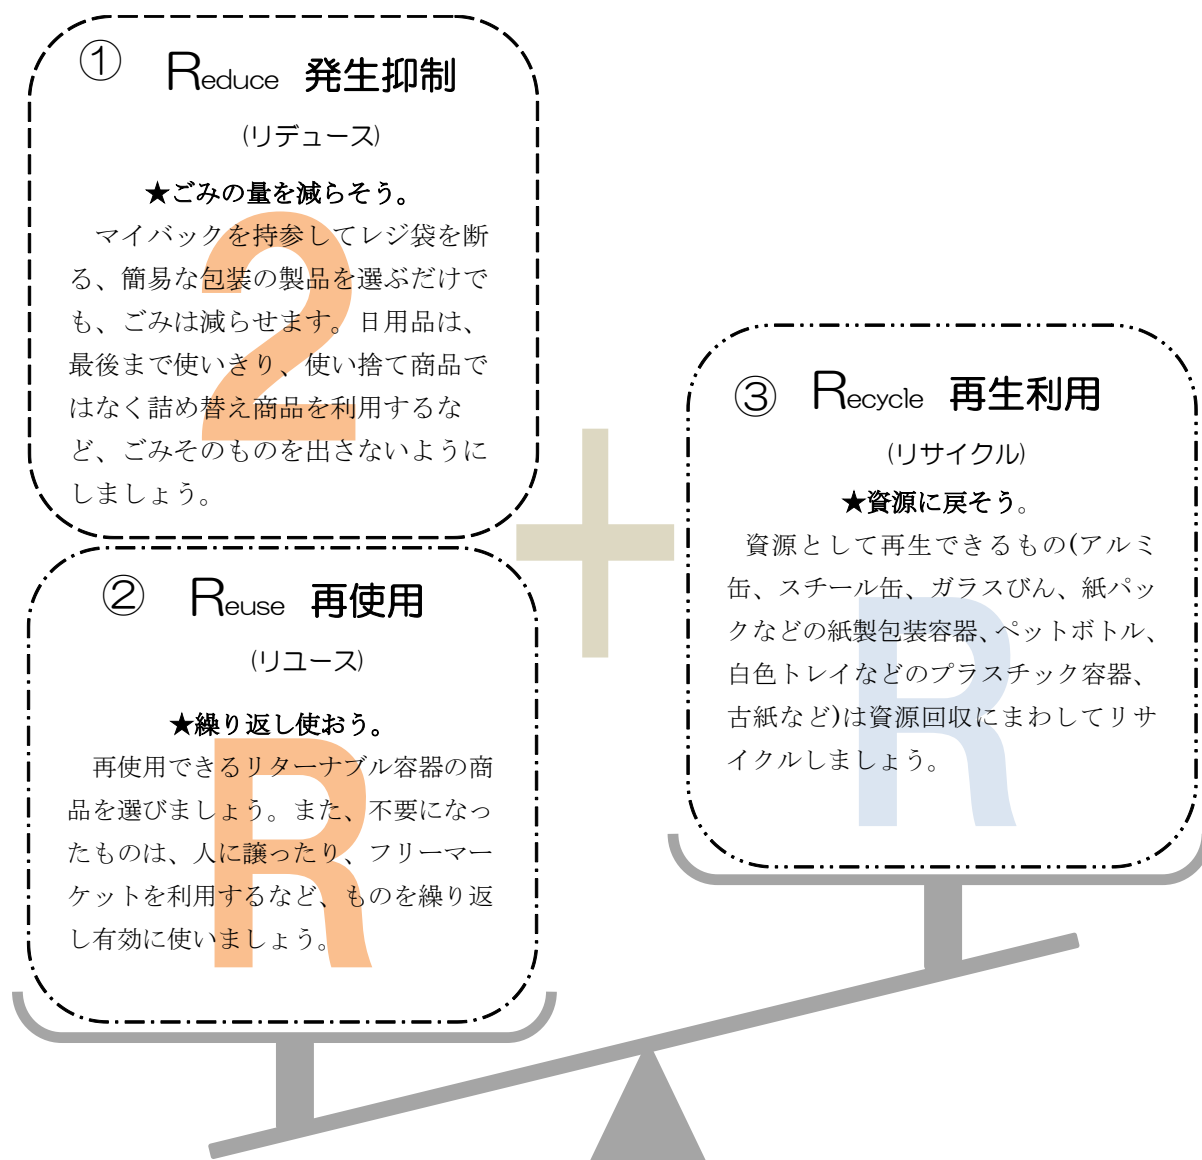 ① Reduce 発生抑制
(リデュース)
★ごみの量を減らそう。
マイバックを持参してレジ袋を断
る、簡易な包装の製品を選ぶだけで
も、ごみは減らせます。日用品は、
最後まで使いきり、使い捨て商品で
はなく詰め替え商品を利用するな
ど、ごみそのものを出さないように
しましょう。
2
② Reuse 再使用
(リユース)
★繰り返し使おう。
再使用できるリターナブル容器の商
品を選びましょう。また、不要になっ
たものは、人に譲ったり、フリーマー
ケットを利用するなど、ものを繰り返
し有効に使いましょう。
R
+
③ Recycle 再生利用
(リサイクル)
★資源に戻そう。
資源として再生できるもの(アルミ
缶、スチール缶、ガラスびん、紙パッ
クなどの紙製包装容器、ペットボトル、
白色トレイなどのプラスチック容器、
古紙など)は資源回収にまわしてリサ
イクルしましょう。
R